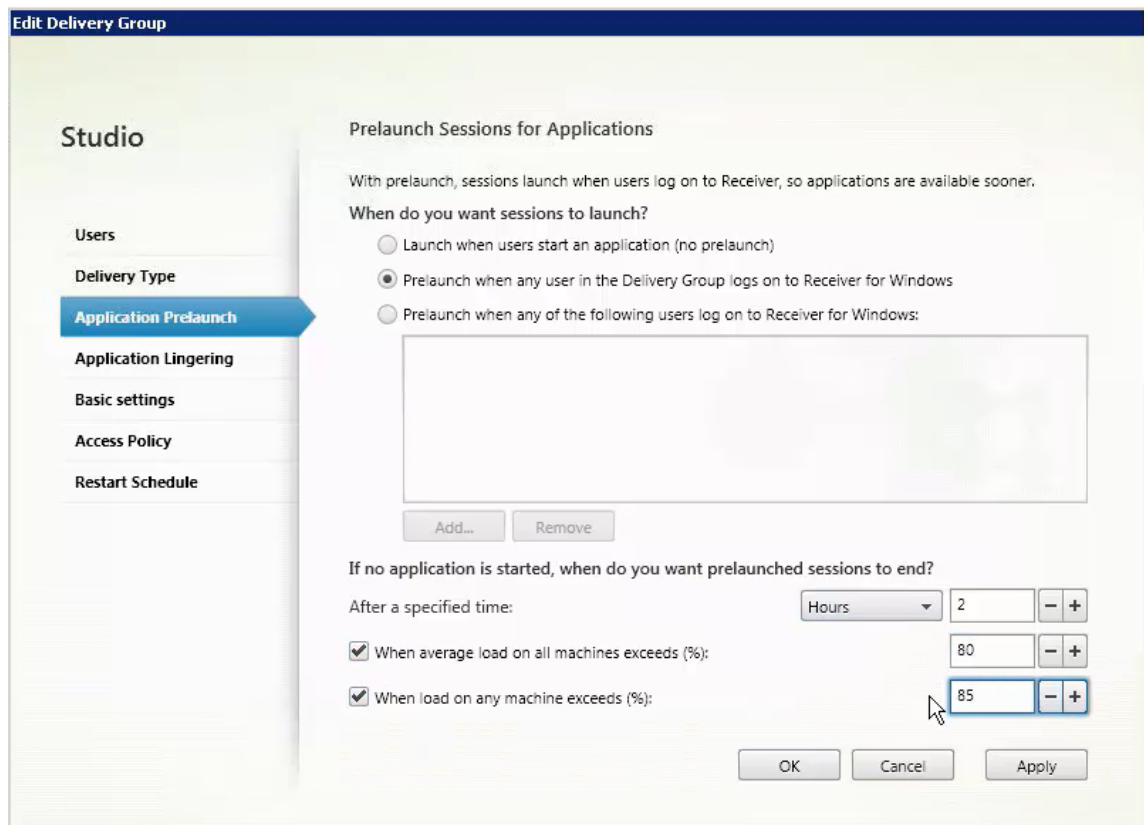 Edit Delivery Group
Studio
Users
Delivery Type
Application Prelaunch
Application Lingering
Basic settings
Access Policy
Restart Schedule
Prelaunch Sessions for Applications
With prelaunch, sessions launch when users log on to Receiver, so applications are available sooner.
When do you want sessions to launch?
Launch when users start an application (no prelaunch)
Prelaunch when any user in the Delivery Group logs on to Receiver for Windows
Prelaunch when any of the following users log on to Receiver for Windows:
Add... Remove
If no application is started, when do you want prelaunched sessions to end?
After a specified time: Hours 2 − +
When average load on all machines exceeds (%): 80 − +
When load on any machine exceeds (%): 85 − +
OK Cancel Apply